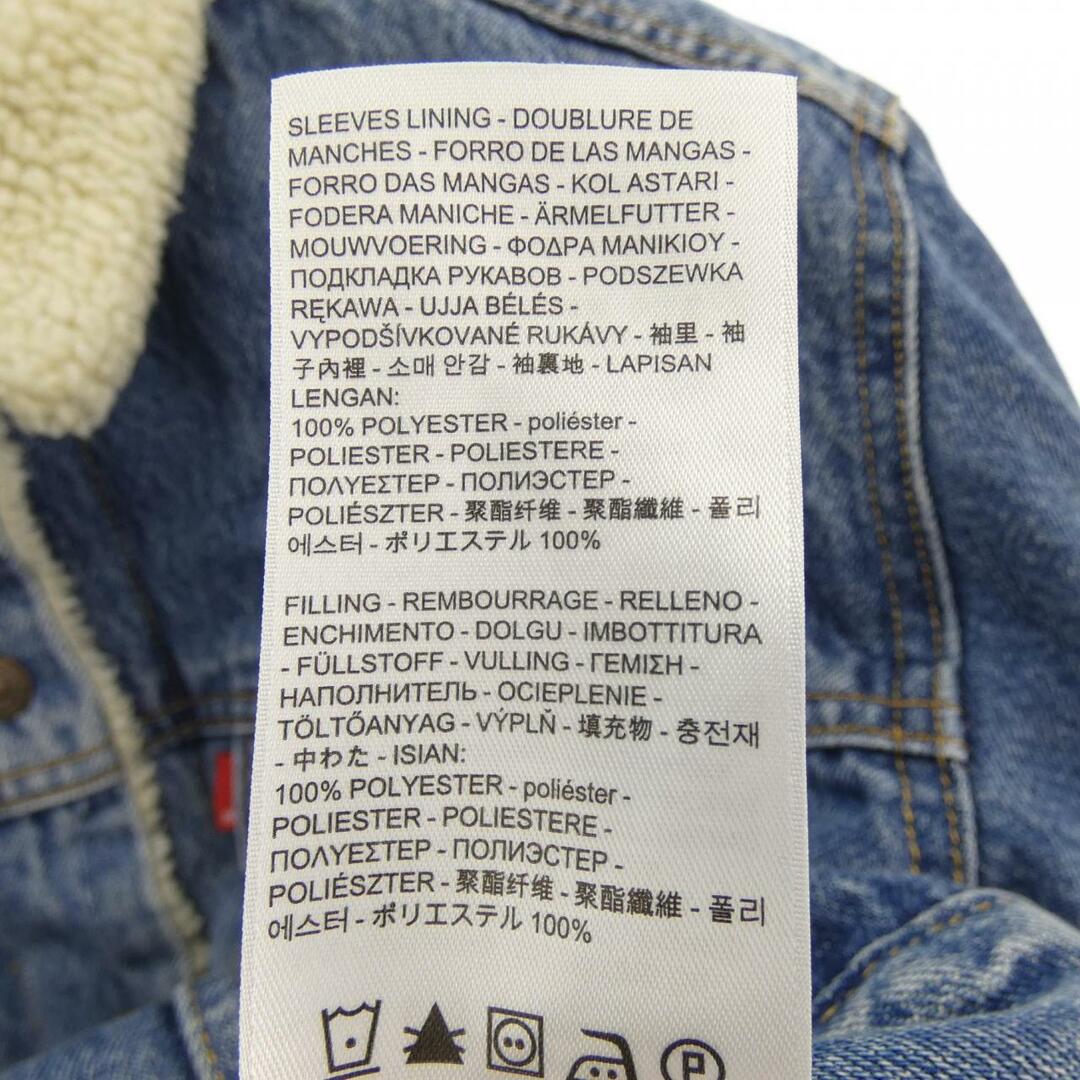 SLEEVES LINING - DOUBLURE DE
MANCHES - FORRO DE LAS MANGAS -
FORRO DAS MANGAS - KOL ASTARI -
FODERA MANICHE - ÄRMELFUTTER -
MOUWVOERING - ΦΟΔΡΑ ΜΑΝΙΚΙΟΥ -
ПОДКЛАДКА РУКАВОВ - PODSZEWKA
RĘKAWA - UJJA BÉLÉS -
VYPODŠÍVKOVANÉ RUKÁVY - 袖里 - 袖
子內裡 - 소매 안감 - 袖裏地 - LAPISAN
LENGAN:
100% POLYESTER - poliéster -
POLIESTER - POLIESTERE -
ΠΟΛΥΕΣΤΕΡ - ПОЛИЭСТЕР -
POLIÉSZTER - 聚酯纤维 - 聚酯纖維 - 폴리
에스터 - ポリエステル 100%
FILLING - REMBOURRAGE - RELLENO -
ENCHIMENTO - DOLGU - IMBOTTITURA
- FÜLLSTOFF - VULLING - ΓΕΜΙΣΗ -
НАПОЛНИТЕЛЬ - OCIEPLENIE -
TÖLTŐANYAG - VÝPLŇ - 填充物 - 충전재
- 中わた - ISIAN:
100% POLYESTER - poliéster -
POLIESTER - POLIESTERE -
ΠΟΛΥΕΣΤΕΡ - ПОЛИЭСТЕР -
POLIÉSZTER - 聚酯纤维 - 聚酯纖維 - 폴리
에스터 - ポリエステル 100%
P